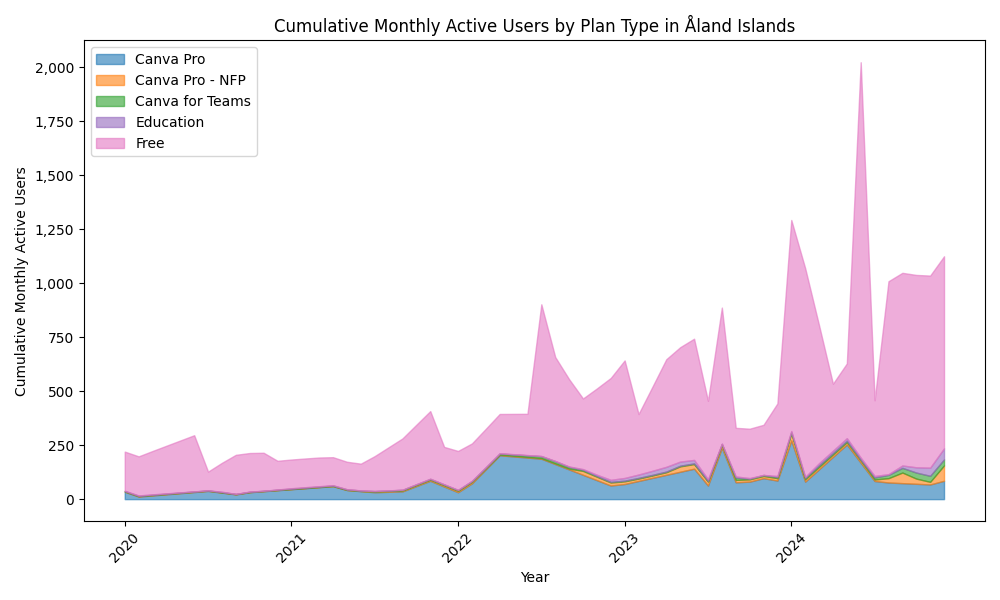 Cumulative Monthly Active Users by Plan Type in Åland Islands
Canva Pro
Canva Pro - NFP
Canva for Teams
Education
Free
Cumulative Monthly Active Users
2,000
1,750
1,500
1,250
1,000
750
500
250
0
2020
2021
2022
2023
2024
Year